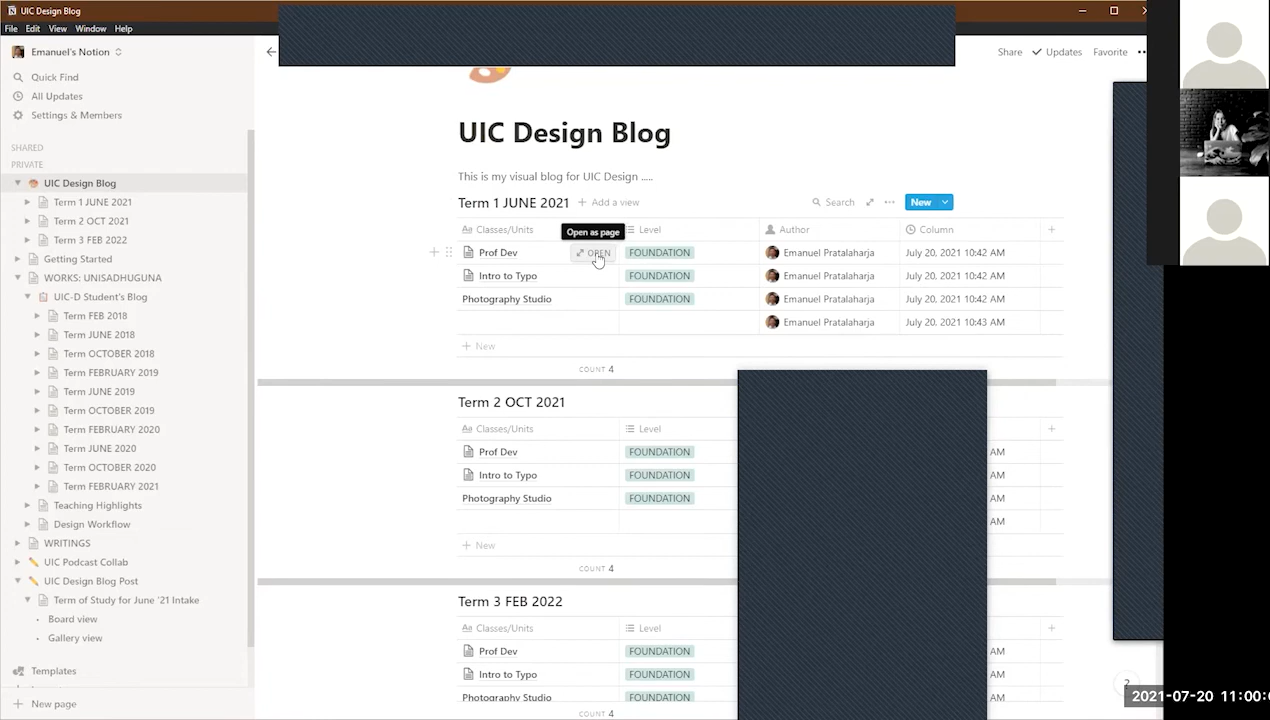 UIC Design Blog
File Edit View Window Help
Emanuel's Notion
Quick Find
All Updates
Settings & Members
SHARED
PRIVATE
UIC Design Blog
Term 1 JUNE 2021
Term 2 OCT 2021
Term 3 FEB 2022
Getting Started
WORKS: UNISADHUGUNA
UIC-D Student's Blog
Term FEB 2018
Term JUNE 2018
Term OCTOBER 2018
Term FEBRUARY 2019
Term JUNE 2019
Term OCTOBER 2019
Term FEBRUARY 2020
Term JUNE 2020
Term OCTOBER 2020
Term FEBRUARY 2021
Teaching Highlights
Design Workflow
WRITINGS
UIC Podcast Collab
UIC Design Blog Post
Term of Study for June '21 Intake
Board view
Gallery view
Templates
New page
Share Updates Favorite
UIC Design Blog
This is my visual blog for UIC Design .....
Term 1 JUNE 2021 + Add a view Search New
Open as page
Aa Classes/Units Level Author Column
Prof Dev OPEN FOUNDATION Emanuel Pratalaharja July 20, 2021 10:42 AM
Intro to Typo FOUNDATION Emanuel Pratalaharja July 20, 2021 10:42 AM
Photography Studio FOUNDATION Emanuel Pratalaharja July 20, 2021 10:42 AM
Emanuel Pratalaharja July 20, 2021 10:43 AM
+ New
COUNT 4
Term 2 OCT 2021
Aa Classes/Units Level
Prof Dev FOUNDATION AM
Intro to Typo FOUNDATION AM
Photography Studio FOUNDATION AM
AM
+ New
COUNT 4
Term 3 FEB 2022
Aa Classes/Units Level
Prof Dev FOUNDATION AM
Intro to Typo FOUNDATION AM
Photography Studio FOUNDATION AM
COUNT 4
?
2021-07-20 11:00: